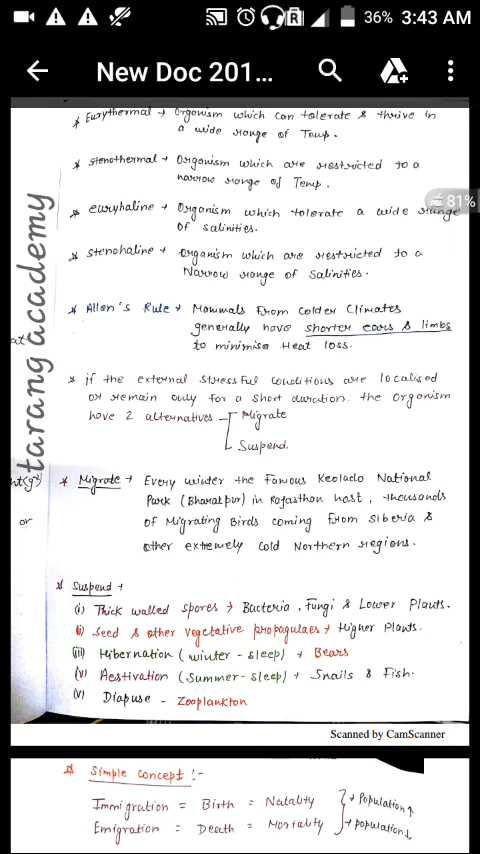 36% 3:43 AM
New Doc 201...
* Eurythermal → Organism which can tolerate & thrive in
a wide range of Temp.
* Stenothermal → Organism which are restricted to a
narrow range of Temp.
81%
* euryhaline → Organism which tolerate a wide range
of salinities.
* Stenohaline → Organism which are restricted to a
Narrow range of Salinities.
* Allen's Rule → Mammals From Colder Climates
generally have shorter ears & limbs
to minimise Heat loss.
at
tarang academy
* if the external stressful conditions are localised
or remain only for a short duration. the Organism
have 2 alternatives - Migrate
Suspend.
* Migrate → Every winter the Famous Keolado National
Park (Bharatpur) in Rajasthan host, thousands
of Migrating Birds coming from Siberia &
other extremely cold Northern regions.
or
* Suspend →
(i) Thick walled spores → Bacteria, Fungi & Lower Plants.
(ii) Seed & other vegetative propagulaes → Higher Plants.
(iii) Hibernation (winter-sleep) → Bears
(v) Aestivation (Summer-sleep) → Snails & Fish.
(v) Diapuse - Zooplankton
Scanned by CamScanner
* Simple concept :-
Immigration = Birth = Natality → Population ↑
Emigration = Death = Mortality → population ↓